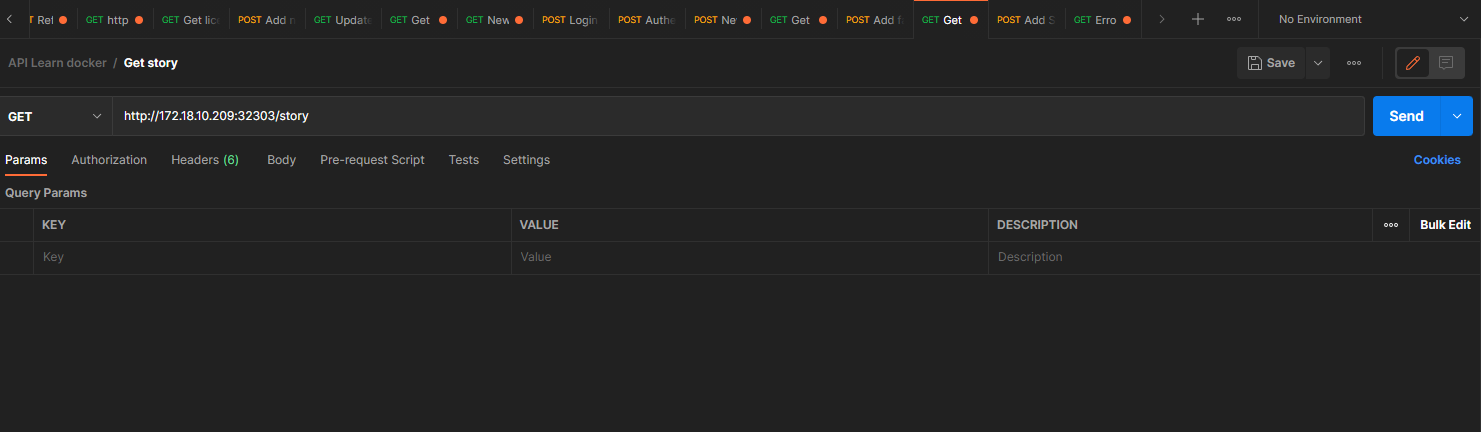 Ret GET http GET Get lic POST Add n GET Update GET Get GET New POST Login POST Authe POST Ne GET Get POST Add f GET Get POST Add S GET Erro No Environment
API Learn docker / Get story Save
GET http://172.18.10.209:32303/story Send
Params Authorization Headers (6) Body Pre-request Script Tests Settings Cookies
Query Params
KEY VALUE DESCRIPTION Bulk Edit
Key Value Description